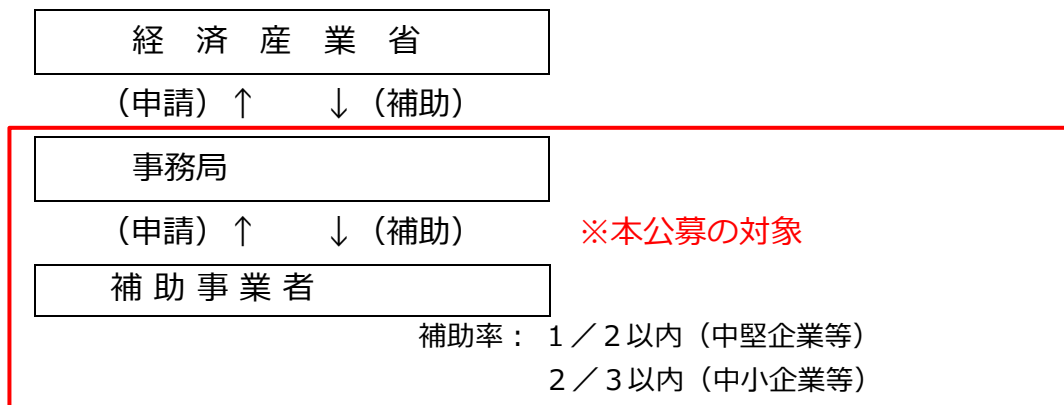 経 済 産 業 省
（申請）↑ ↓（補助）
事務局
（申請）↑ ↓（補助） ※本公募の対象
補 助 事 業 者
補助率： １／２以内（中堅企業等）
２／３以内（中小企業等）